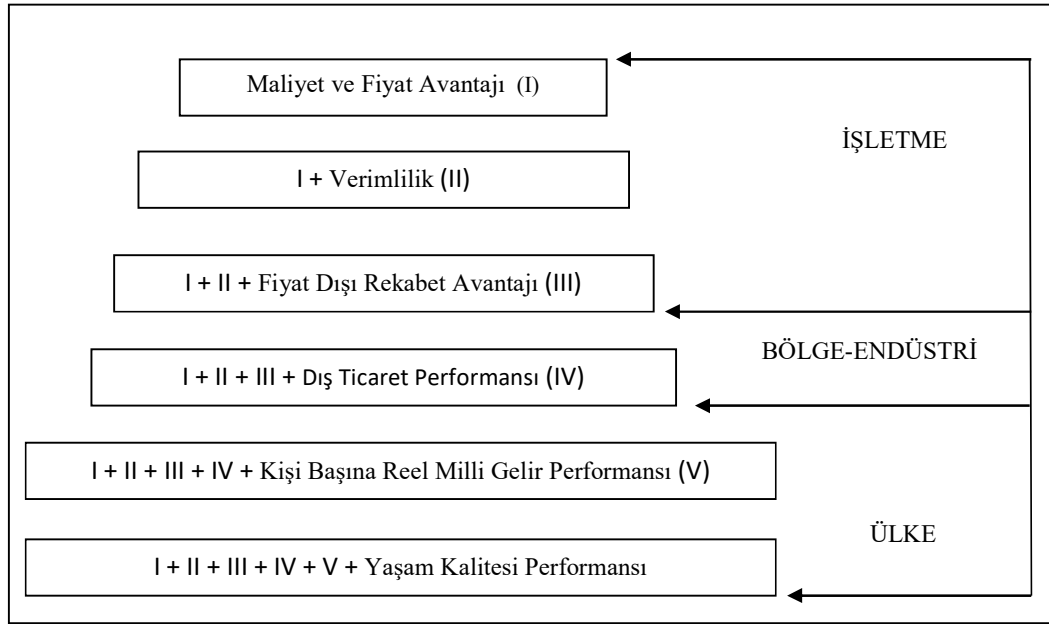 Maliyet ve Fiyat Avantajı (I)
İŞLETME
I + Verimlilik (II)
I + II + Fiyat Dışı Rekabet Avantajı (III)
BÖLGE-ENDÜSTRİ
I + II + III + Dış Ticaret Performansı (IV)
I + II + III + IV + Kişi Başına Reel Milli Gelir Performansı (V)
ÜLKE
I + II + III + IV + V + Yaşam Kalitesi Performansı